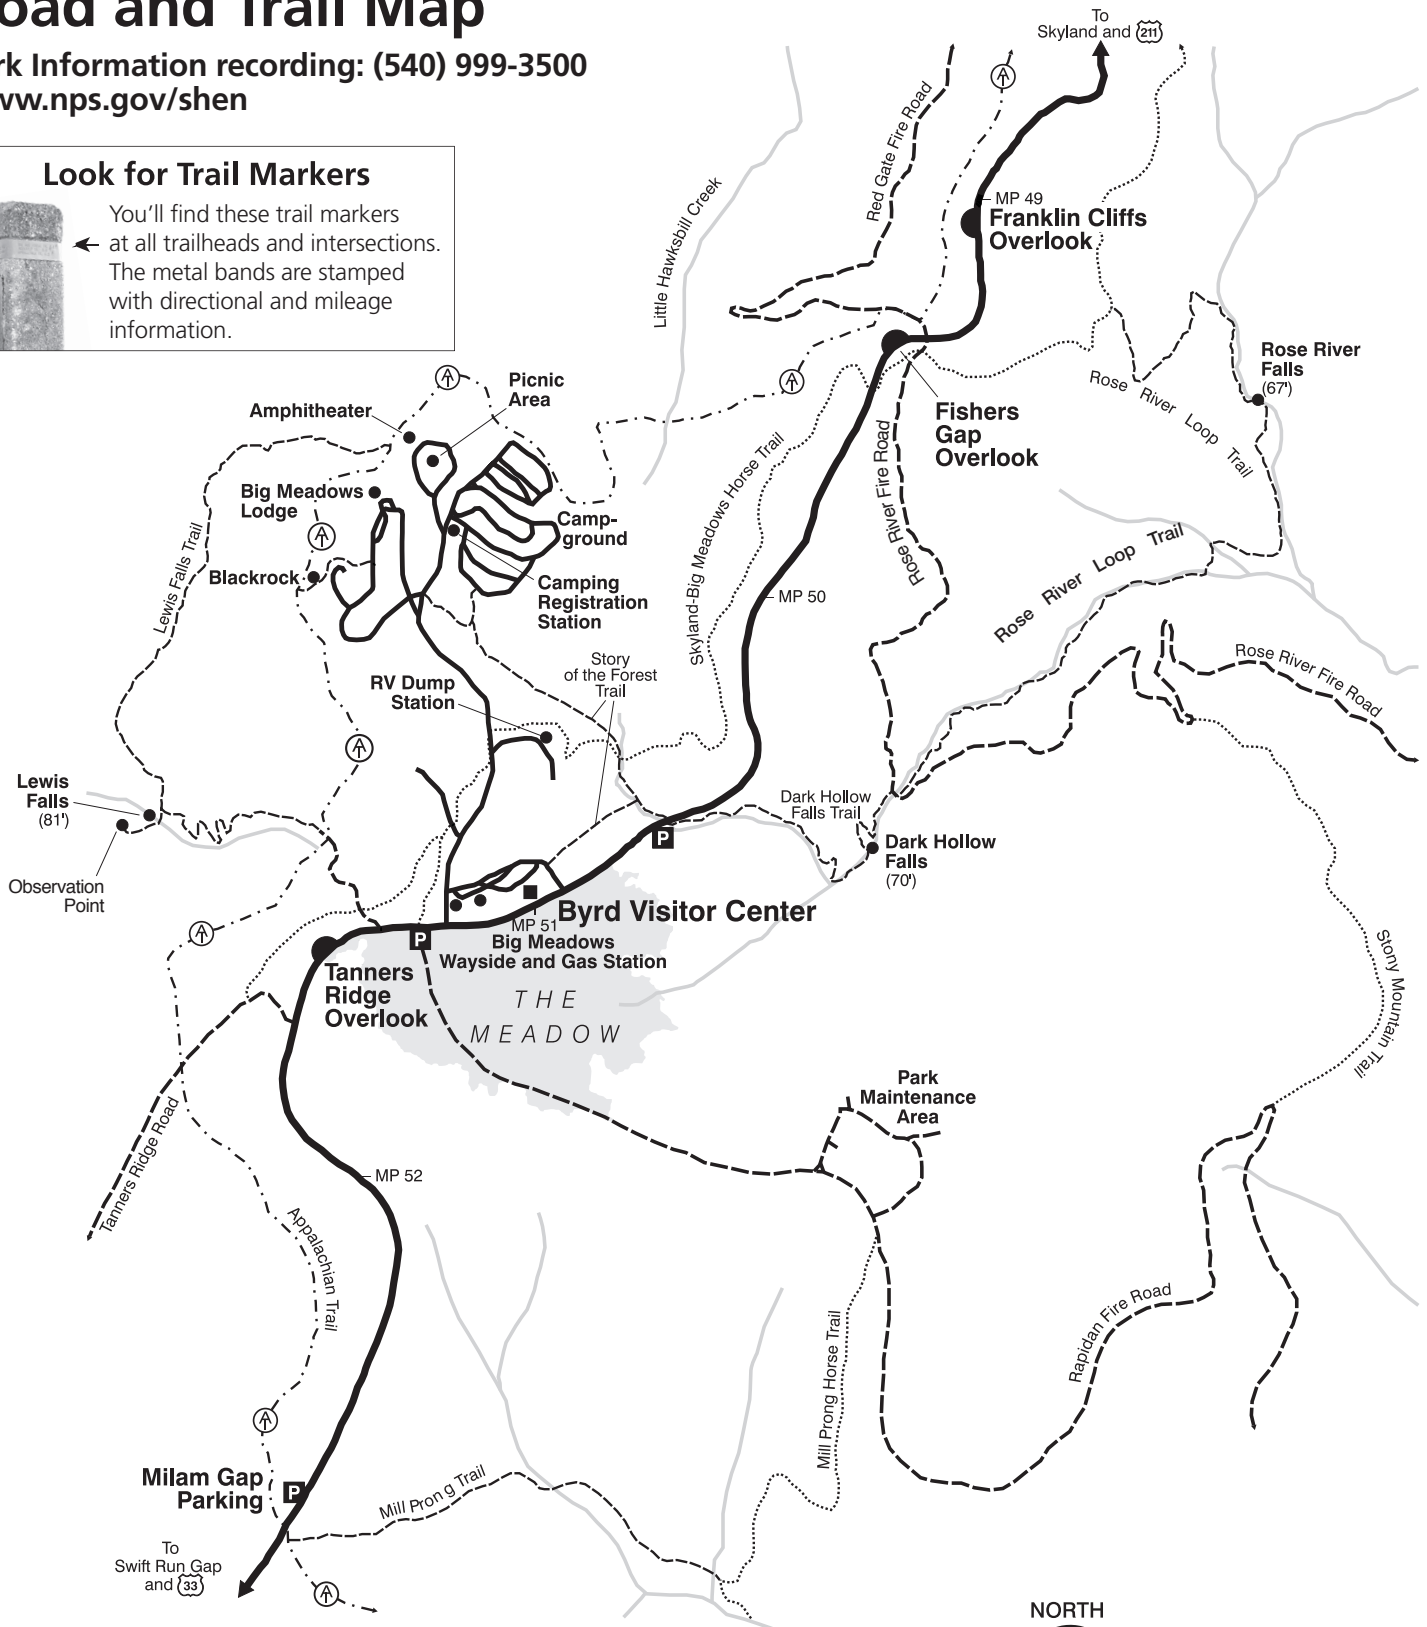 oad and Trail Map
rk Information recording: (540) 999-3500
ww.nps.gov/shen
Look for Trail Markers
You'll find these trail markers
at all trailheads and intersections.
The metal bands are stamped
with directional and mileage
information.
To
Skyland and 211
Red Gate Fire Road
Little Hawksbill Creek
MP 49
Franklin Cliffs
Overlook
Rose River
Falls
(67')
Rose River Loop Trail
Fishers
Gap
Overlook
Picnic
Area
Amphitheater
Big Meadows
Lodge
Camp-
ground
Blackrock
Camping
Registration
Station
Lewis Falls Trail
Skyland-Big Meadows Horse Trail
Rose River Fire Road
MP 50
Rose River Loop Trail
Rose River Fire Road
Story
of the Forest
Trail
RV Dump
Station
Lewis
Falls
(81')
Observation
Point
Dark Hollow
Falls Trail
P
Dark Hollow
Falls
(70')
Byrd Visitor Center
MP 51
P
Big Meadows
Wayside and Gas Station
Tanners
Ridge
Overlook
THE
MEADOW
Stony Mountain Trail
Park
Maintenance
Area
Tanners Ridge Road
MP 52
Appalachian Trail
Rapidan Fire Road
Mill Prong Horse Trail
Milam Gap
Parking
P
Mill Prong Trail
To
Swift Run Gap
and 33
NORTH